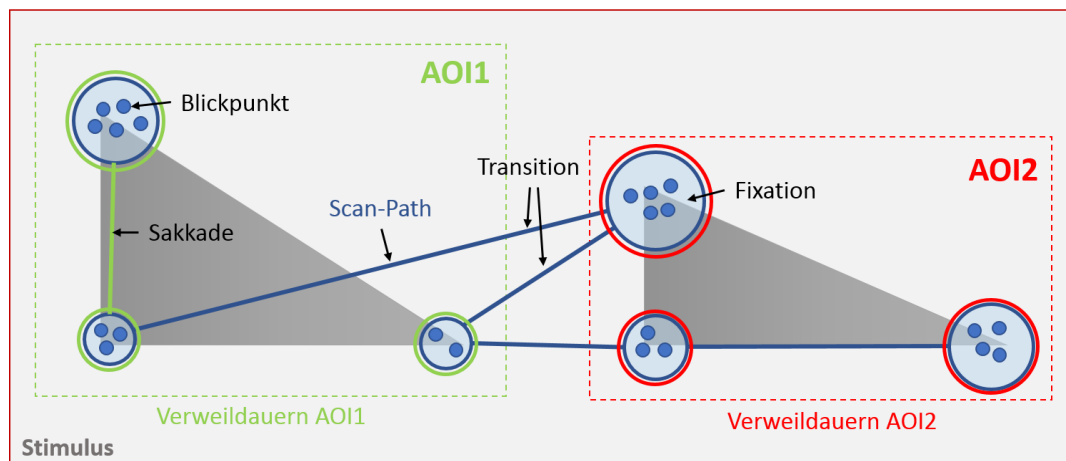 AOI1
Blickpunkt
Transition
AOI2
Fixation
Scan-Path
Sakkade
Verweildauern AOI1
Verweildauern AOI2
Stimulus